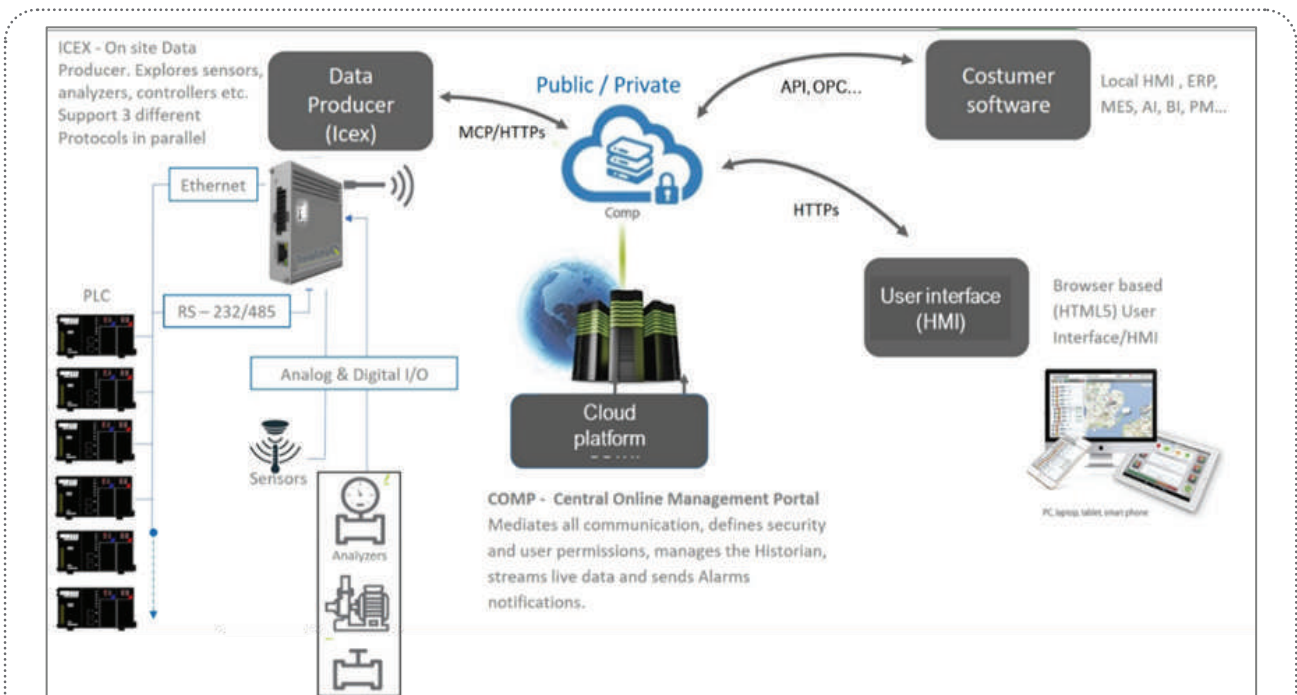 ICEX - On site Data
Producer. Explores sensors,
analyzers, controllers etc.
Support 3 different
Protocols in parallel
Data
Producer
(Icex)
MCP/HTTPs
Public / Private
Comp
API, OPC...
Costumer
software
Local HMI , ERP,
MES, AI, BI, PM...
HTTPs
User interface
(HMI)
Browser based
(HTML5) User
Interface/HMI
PC, laptop, tablet, smart phone
Ethernet
PLC
RS – 232/485
Analog & Digital I/O
Sensors
Analyzers
Cloud
platform
COMP - Central Online Management Portal
Mediates all communication, defines security
and user permissions, manages the Historian,
streams live data and sends Alarms
notifications.